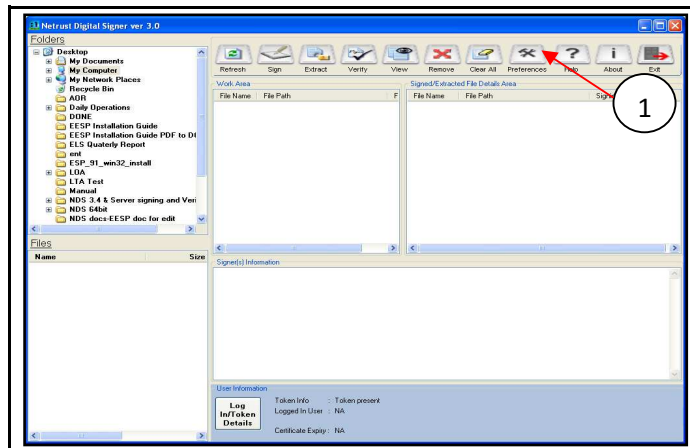 Netrust Digital Signer ver 3.0
Folders
Desktop
My Documents
My Computer
My Network Places
Recycle Bin
AOR
Daily Operations
DONE
EESP Installation Guide
EESP Installation Guide PDF to
ELS Quaterly Report
ent
ESP_91_win32_install
LOA
LTA Test
Manual
NDS 3.4 & Server signing and Veri
NDS 64bit
NDS docs-EESP doc for edit
Files
Name Size
Refresh Sign Extract Verify View Remove Clear All Preferences Help About Exit
Work Area
File Name File Path F
Signed/Extracted File Details Area
File Name File Path
1
Signer(s) Information
User Information
Log In/Token Details
Token Info : Token present
Logged In User : NA
Certificate Expiry : NA